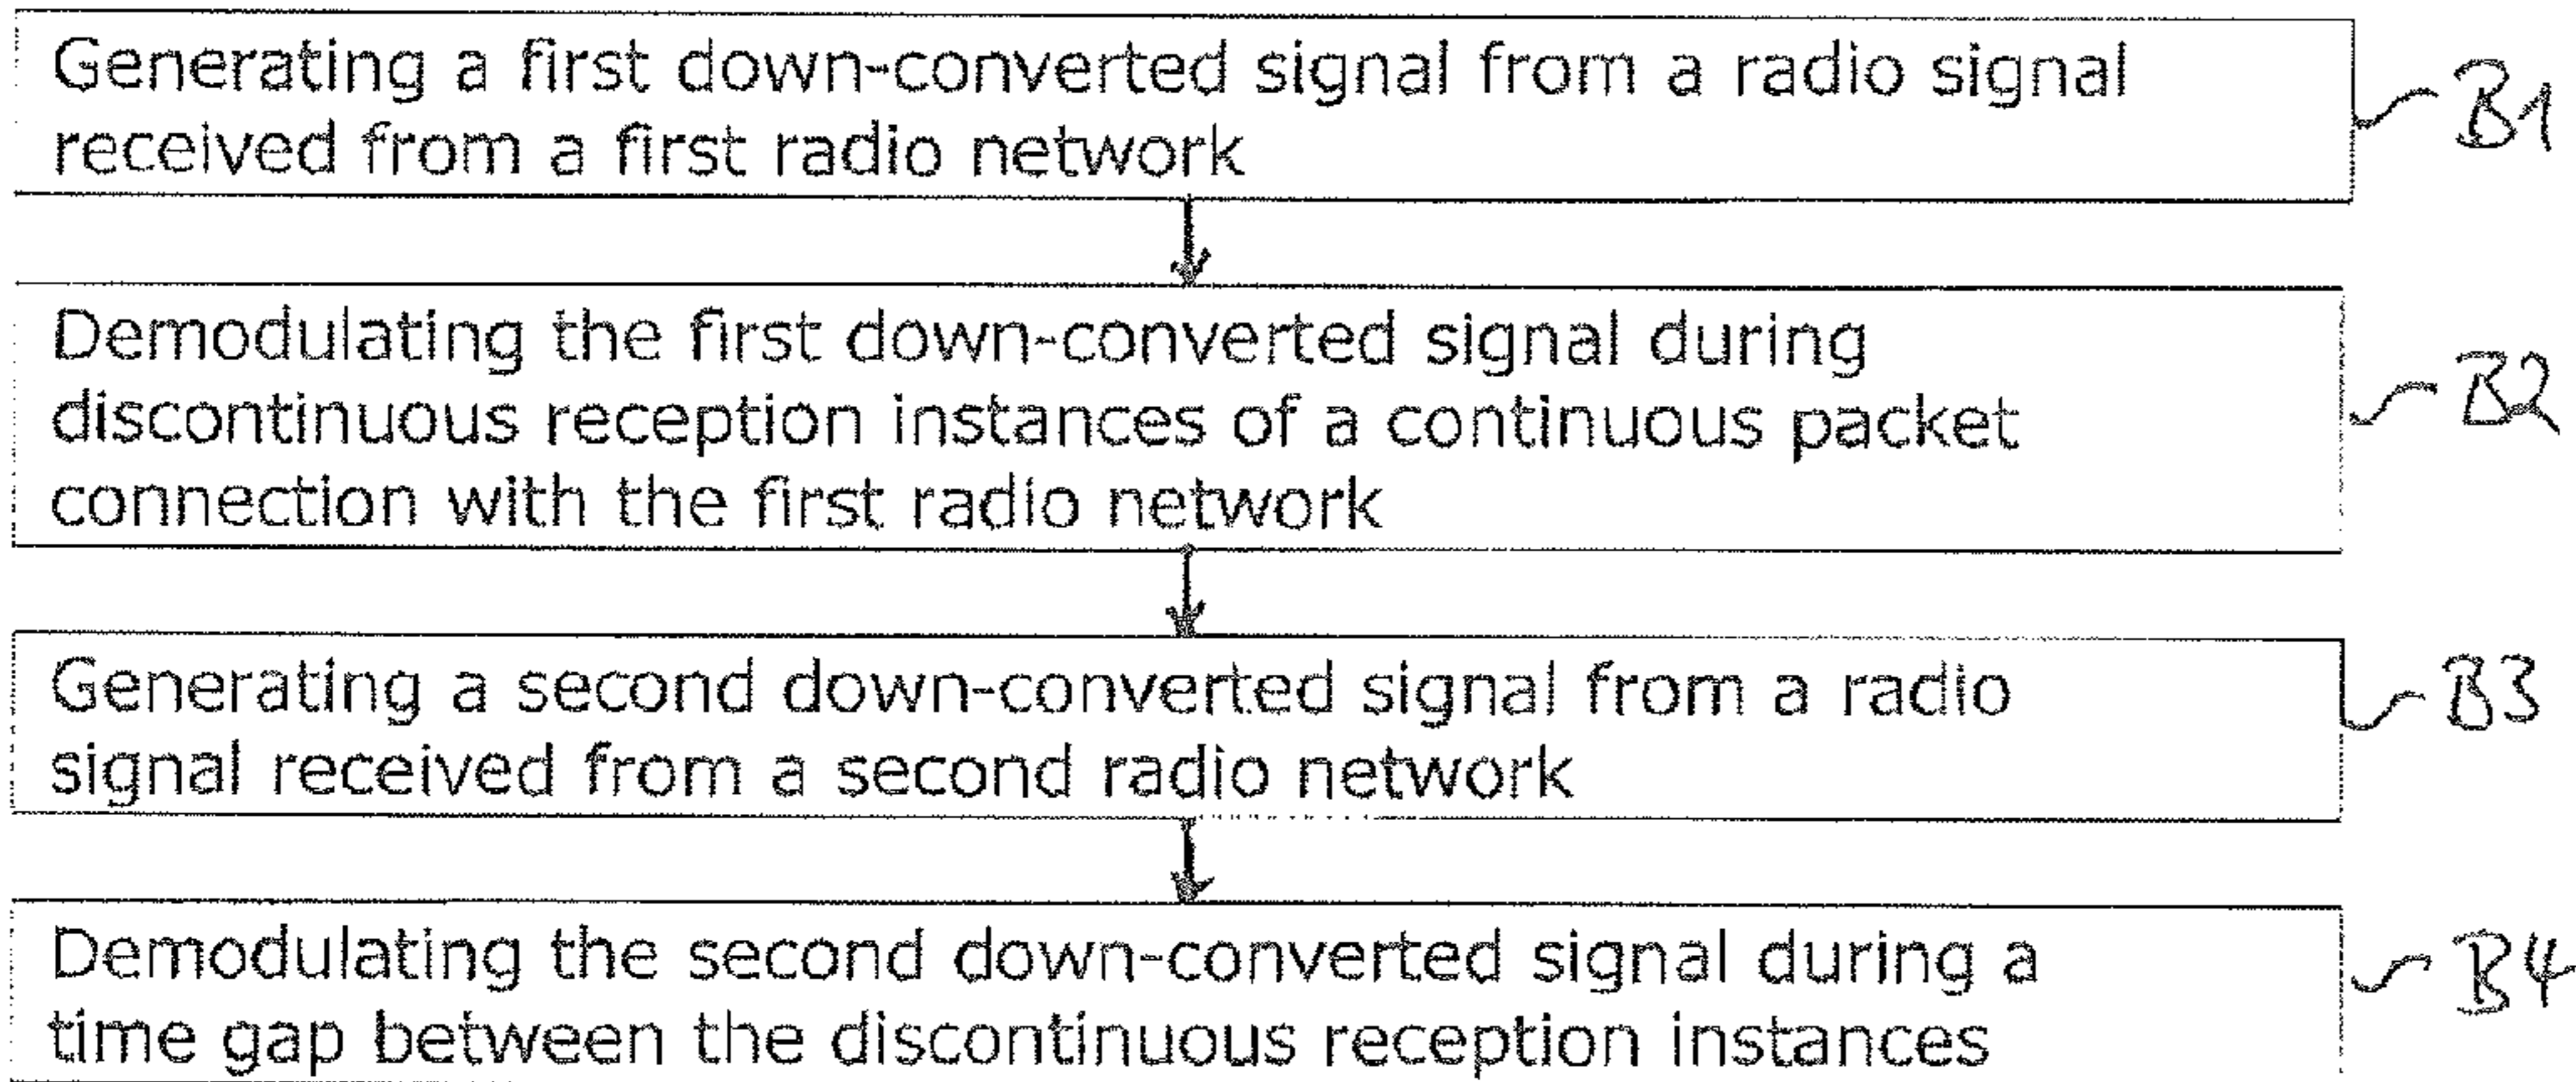 Generating a first down-converted signal from a radio signal
received from a first radio network
B1
Demodulating the first down-converted signal during
discontinuous reception instances of a continuous packet
connection with the first radio network
B2
Generating a second down-converted signal from a radio
signal received from a second radio network
B3
Demodulating the second down-converted signal during a
time gap between the discontinuous reception instances
B4